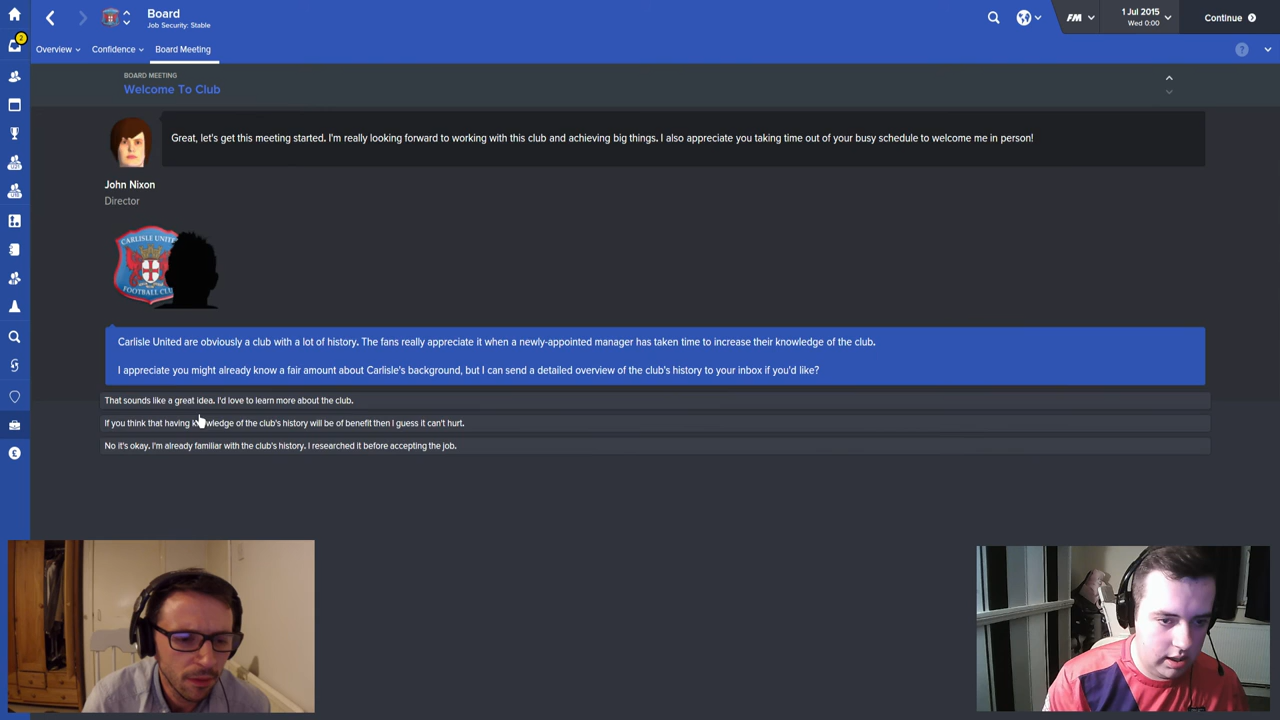 Board
Job Security: Stable
FM
1 Jul 2015
Wed 0:00
Continue
2
Overview
Confidence
Board Meeting
BOARD MEETING
Welcome To Club
Great, let's get this meeting started. I'm really looking forward to working with this club and achieving big things. I also appreciate you taking time out of your busy schedule to welcome me in person!
John Nixon
Director
CARLISLE UNITED
FOOTBALL CLUB
Carlisle United are obviously a club with a lot of history. The fans really appreciate it when a newly-appointed manager has taken time to increase their knowledge of the club.
I appreciate you might already know a fair amount about Carlisle's background, but I can send a detailed overview of the club's history to your inbox if you'd like?
That sounds like a great idea. I'd love to learn more about the club.
If you think that having knowledge of the club's history will be of benefit then I guess it can't hurt.
No it's okay. I'm already familiar with the club's history. I researched it before accepting the job.